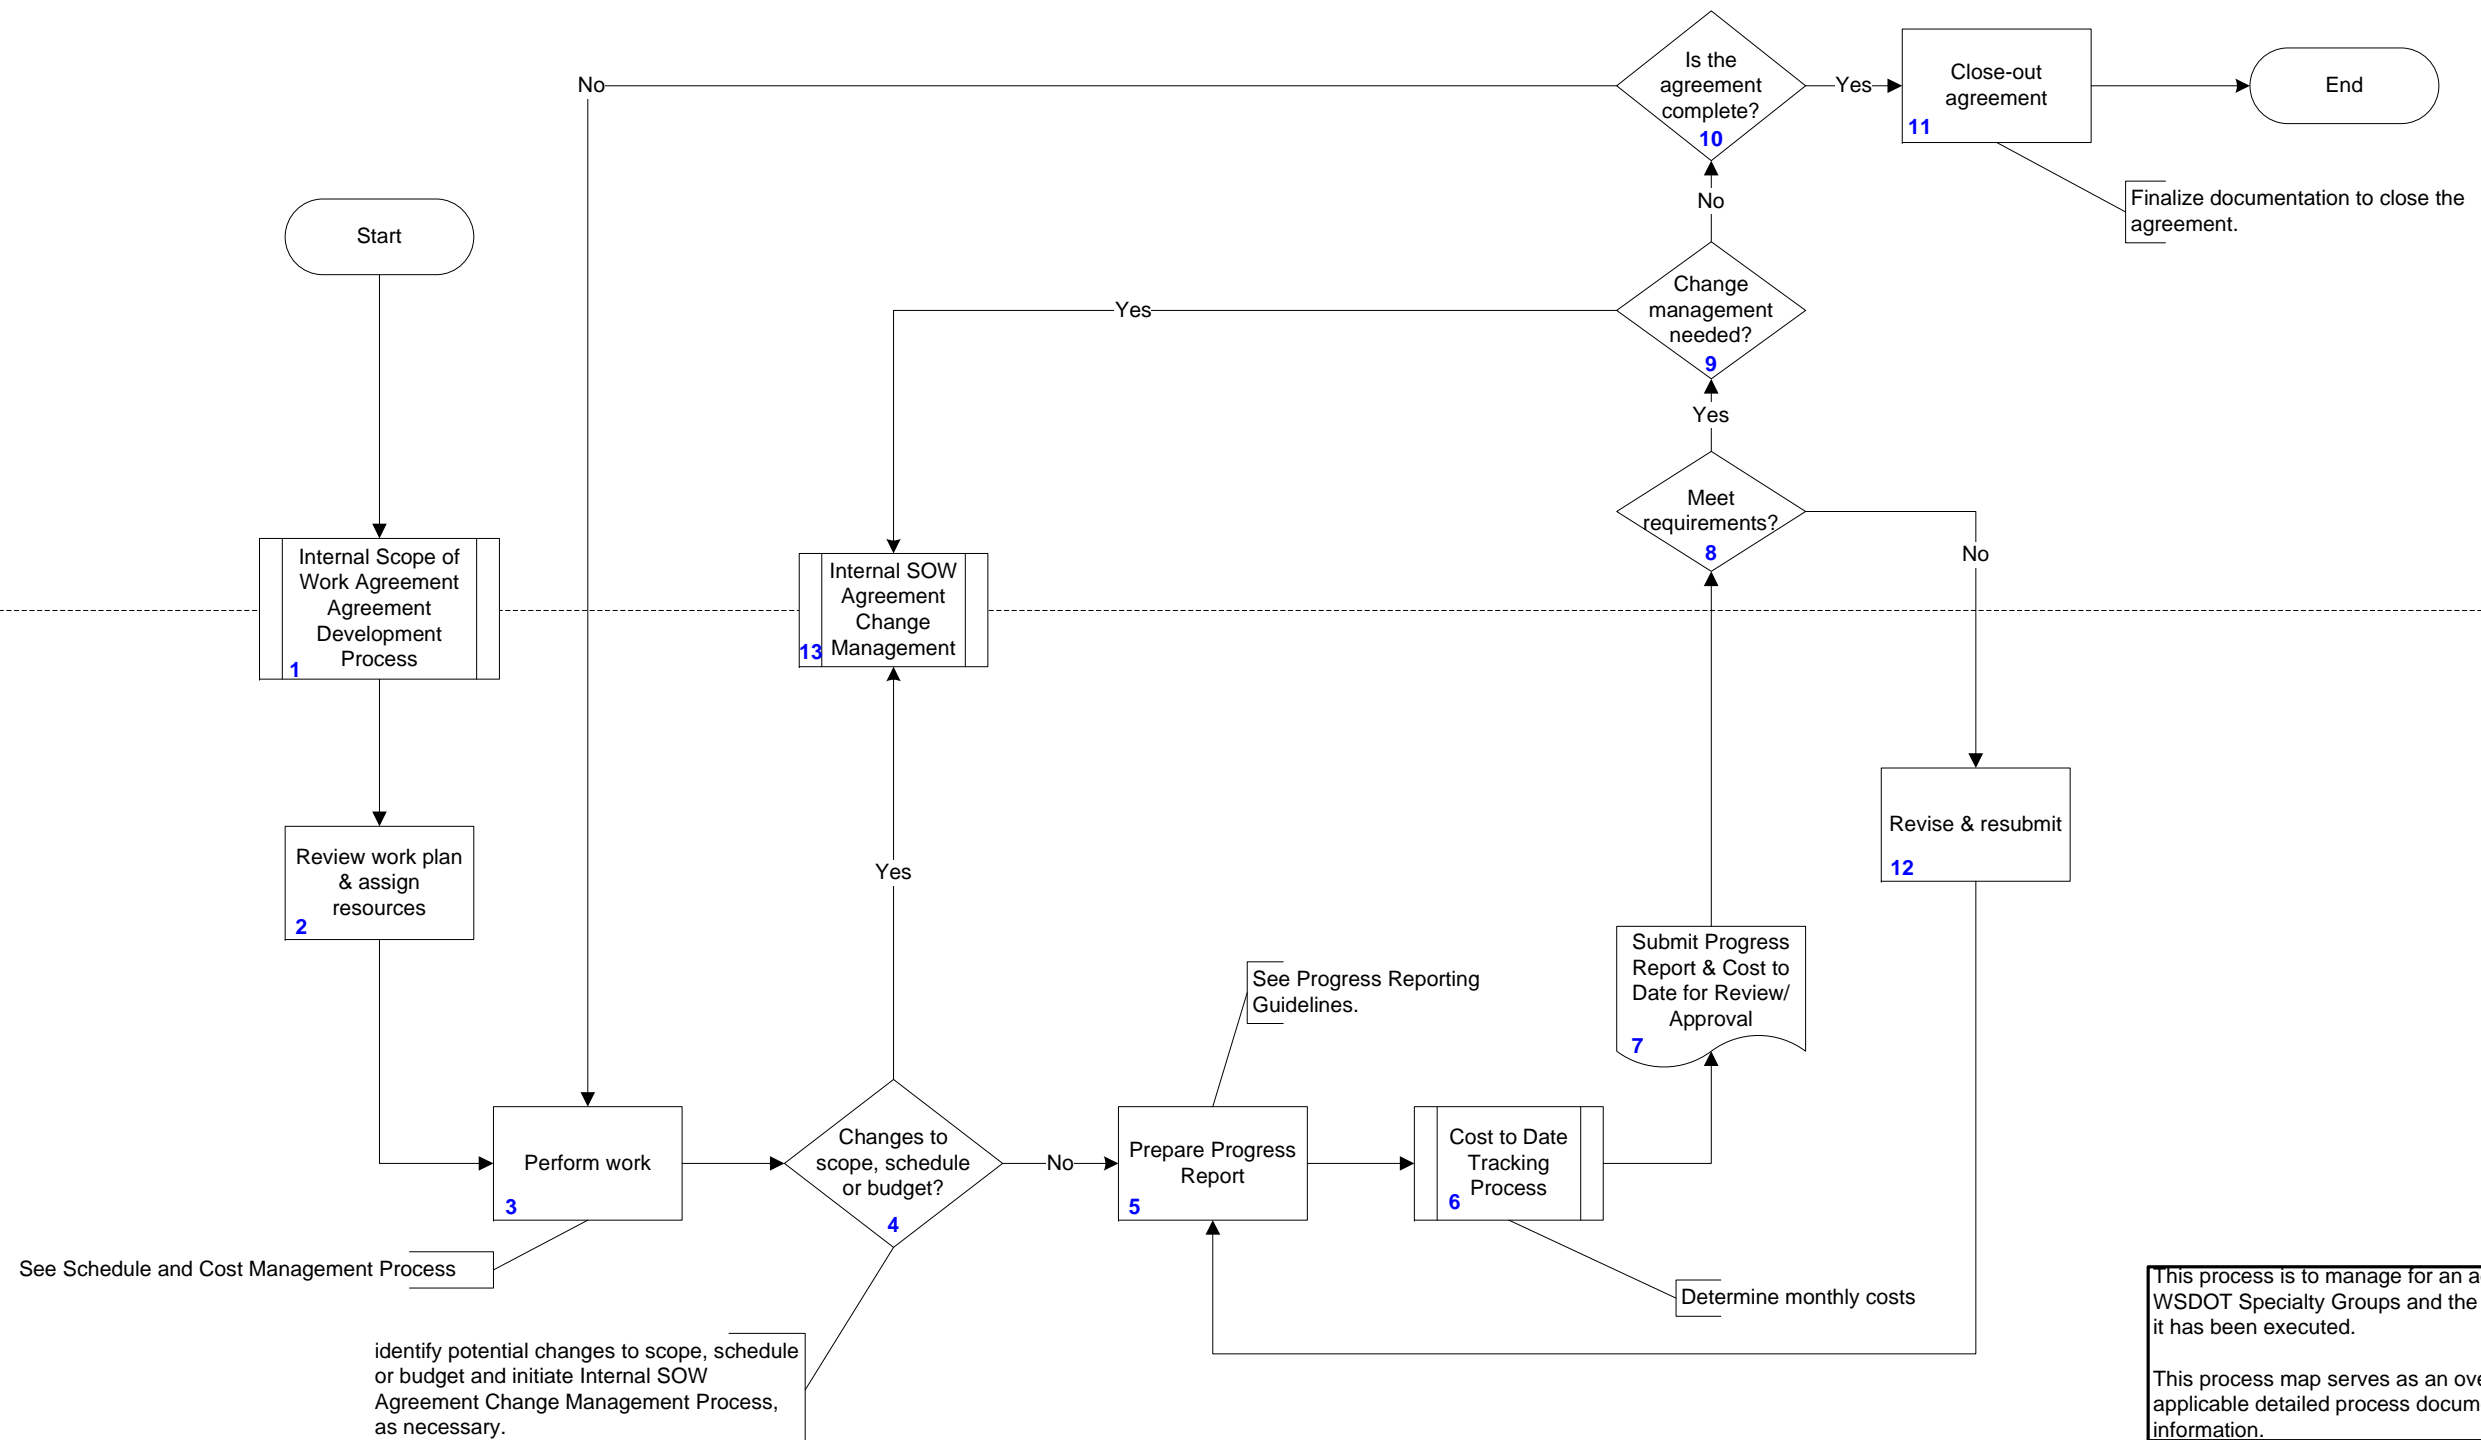 Is the
agreement
complete?
10
Close-out
agreement
11
End
No
Yes
Finalize documentation to close the
agreement.
No
Start
Change
management
needed?
9
Yes
Yes
Meet
requirements?
8
No
Internal Scope of
Work Agreement
Agreement
Development
Process
1
Internal SOW
Agreement
Change
Management
13
Review work plan
& assign
resources
2
Yes
Revise & resubmit
12
Submit Progress
Report & Cost to
Date for Review/
Approval
7
See Progress Reporting
Guidelines.
Perform work
3
Changes to
scope, schedule
or budget?
4
No
Prepare Progress
Report
5
Cost to Date
Tracking
Process
6
See Schedule and Cost Management Process
Determine monthly costs
identify potential changes to scope, schedule
or budget and initiate Internal SOW
Agreement Change Management Process,
as necessary.
This process is to manage for an
WSDOT Specialty Groups and the
it has been executed.
This process map serves as an
applicable detailed process
information.